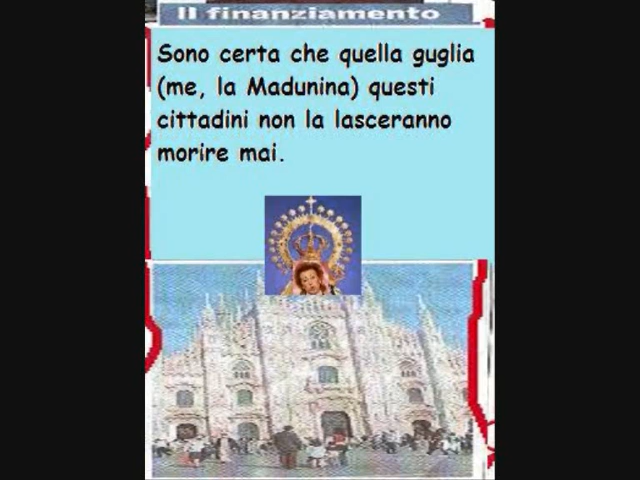 Il finanziamento
Sono certa che quella guglia
(me, la Madunina) questi
cittadini non la lasceranno
morire mai.